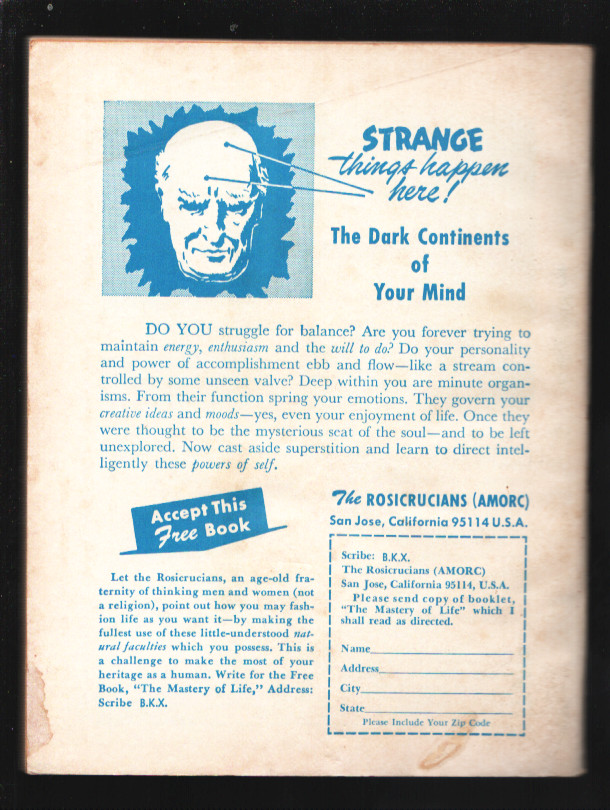 STRANGE
things happen
here!
The Dark Continents
of
Your Mind
DO YOU struggle for balance? Are you forever trying to
maintain energy, enthusiasm and the will to do? Do your personality
and power of accomplishment ebb and flow—like a stream con-
trolled by some unseen valve? Deep within you are minute organ-
isms. From their function spring your emotions. They govern your
creative ideas and moods—yes, even your enjoyment of life. Once they
were thought to be the mysterious seat of the soul—and to be left
unexplored. Now cast aside superstition and learn to direct intel-
ligently these powers of self.
Accept This
Free Book
Let the Rosicrucians, an age-old fra-
ternity of thinking men and women (not
a religion), point out how you may fash-
ion life as you want it—by making the
fullest use of these little-understood nat-
ural faculties which you possess. This is
a challenge to make the most of your
heritage as a human. Write for the Free
Book, "The Mastery of Life," Address:
Scribe B.K.X.
The ROSICRUCIANS (AMORC)
San Jose, California 95114 U.S.A.
Scribe: B.K.X.
The Rosicrucians (AMORC)
San Jose, California 95114, U.S.A.
Please send copy of booklet,
"The Mastery of Life" which I
shall read as directed.
Name
Address
City
State
Please Include Your Zip Code